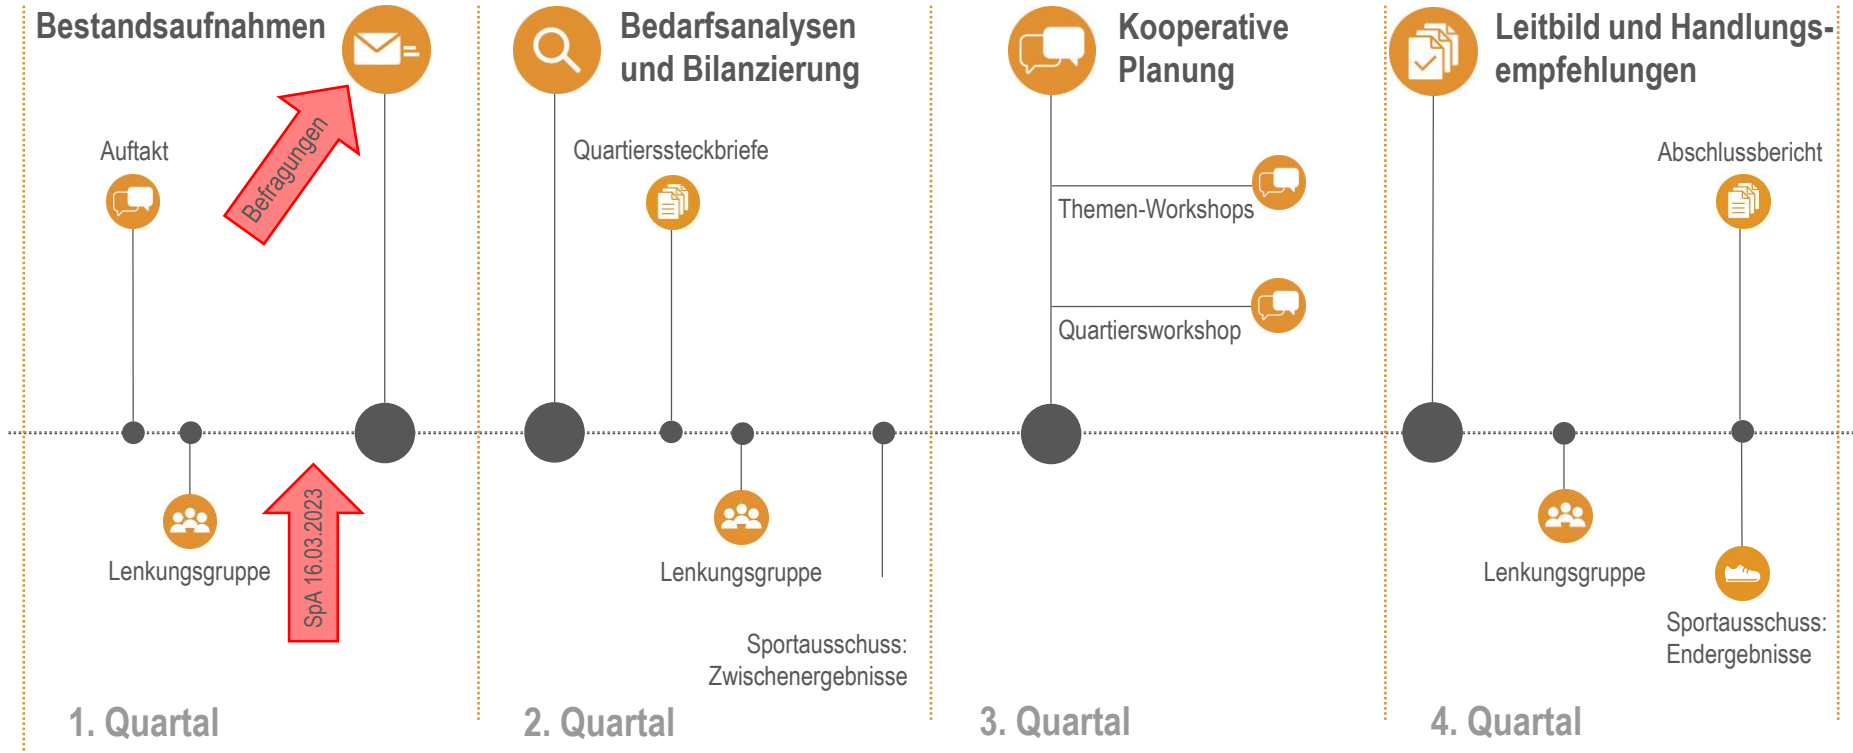 Bestandsaufnahmen
Befragungen
Auftakt
Lenkungsgruppe
SpA 16.03.2023
1. Quartal
Bedarfsanalysen
und Bilanzierung
Quartierssteckbriefe
Lenkungsgruppe
Sportausschuss:
Zwischenergebnisse
2. Quartal
Kooperative
Planung
Themen-Workshops
Quartiersworkshop
3. Quartal
Leitbild und Handlungs-
empfehlungen
Abschlussbericht
Lenkungsgruppe
Sportausschuss:
Endergebnisse
4. Quartal